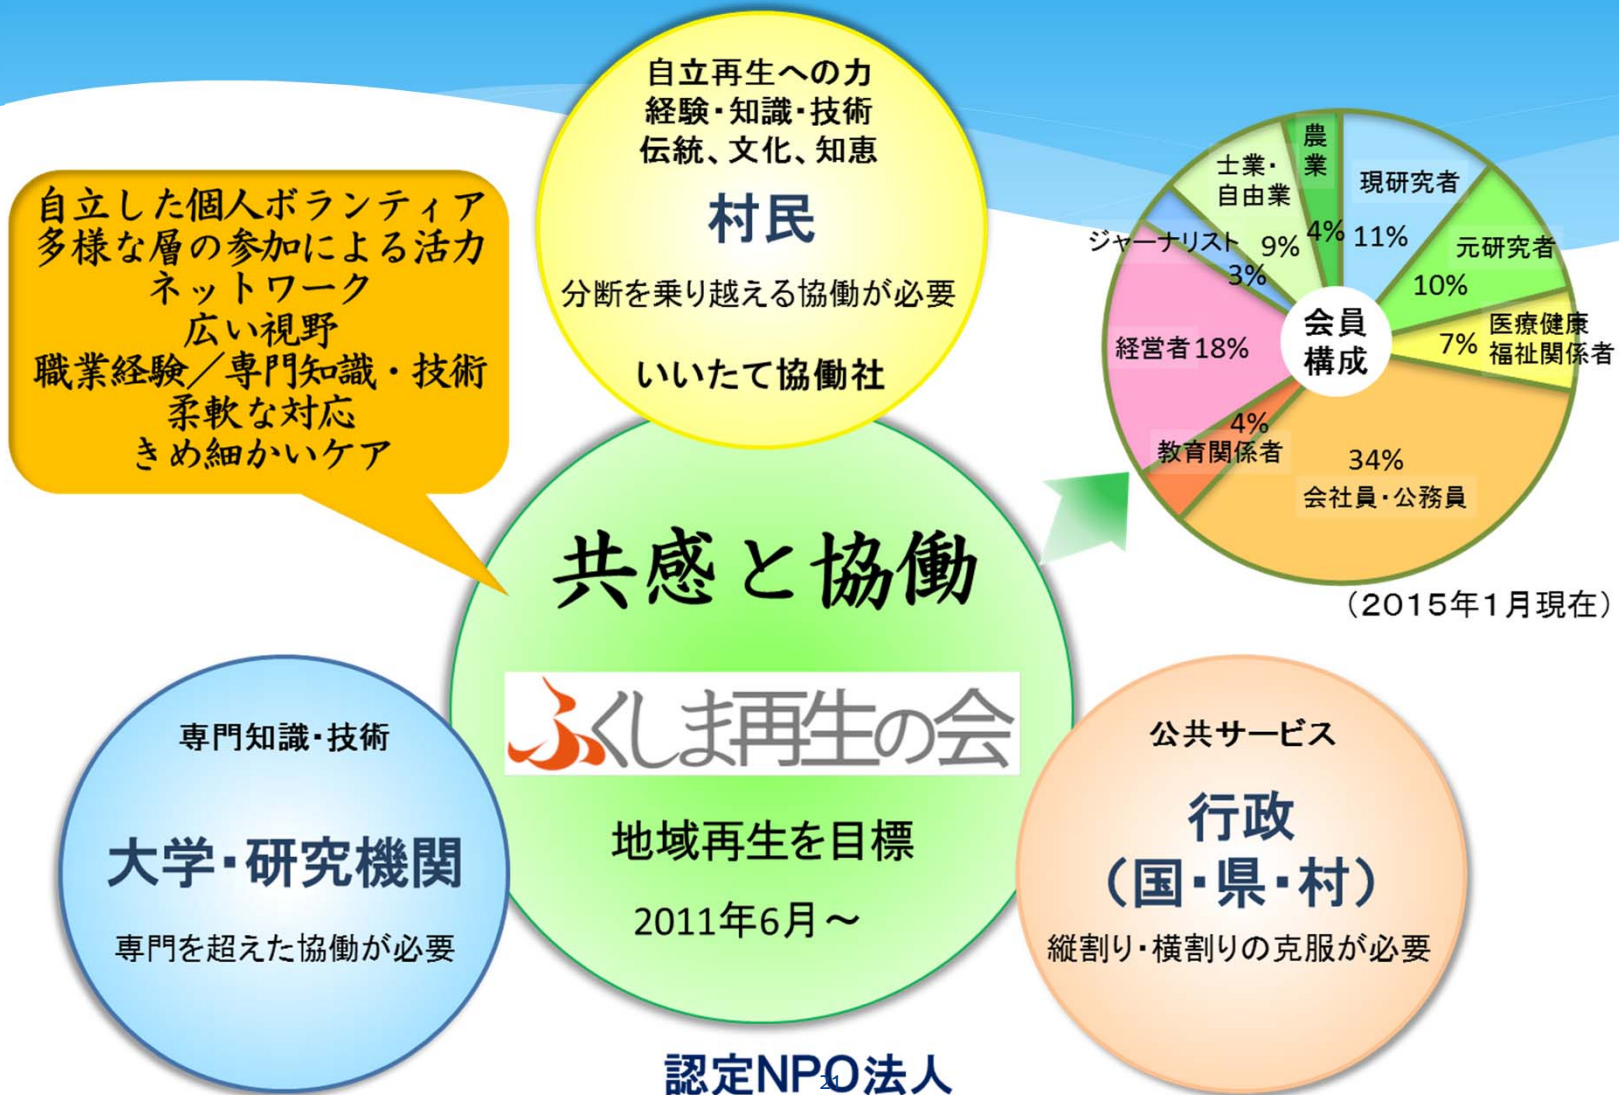 自立再生への力
経験・知識・技術
伝統、文化、知恵
村民
分断を乗り越える協働が必要
いいたて協働社
自立した個人ボランティア
多様な層の参加による活力
ネットワーク
広い視野
職業経験／専門知識・技術
柔軟な対応
きめ細かいケア
共感と協働
ふくしま再生の会
地域再生を目標
2011年6月～
認定NPO法人
21
専門知識・技術
大学・研究機関
専門を超えた協働が必要
公共サービス
行政
（国・県・村）
縦割り・横割りの克服が必要
会員
構成
現研究者
11%
元研究者
10%
医療健康
福祉関係者
7%
34%
会社員・公務員
4%
教育関係者
経営者18%
ジャーナリスト
3%
士業・
自由業
9%
農
業
4%
（2015年1月現在）